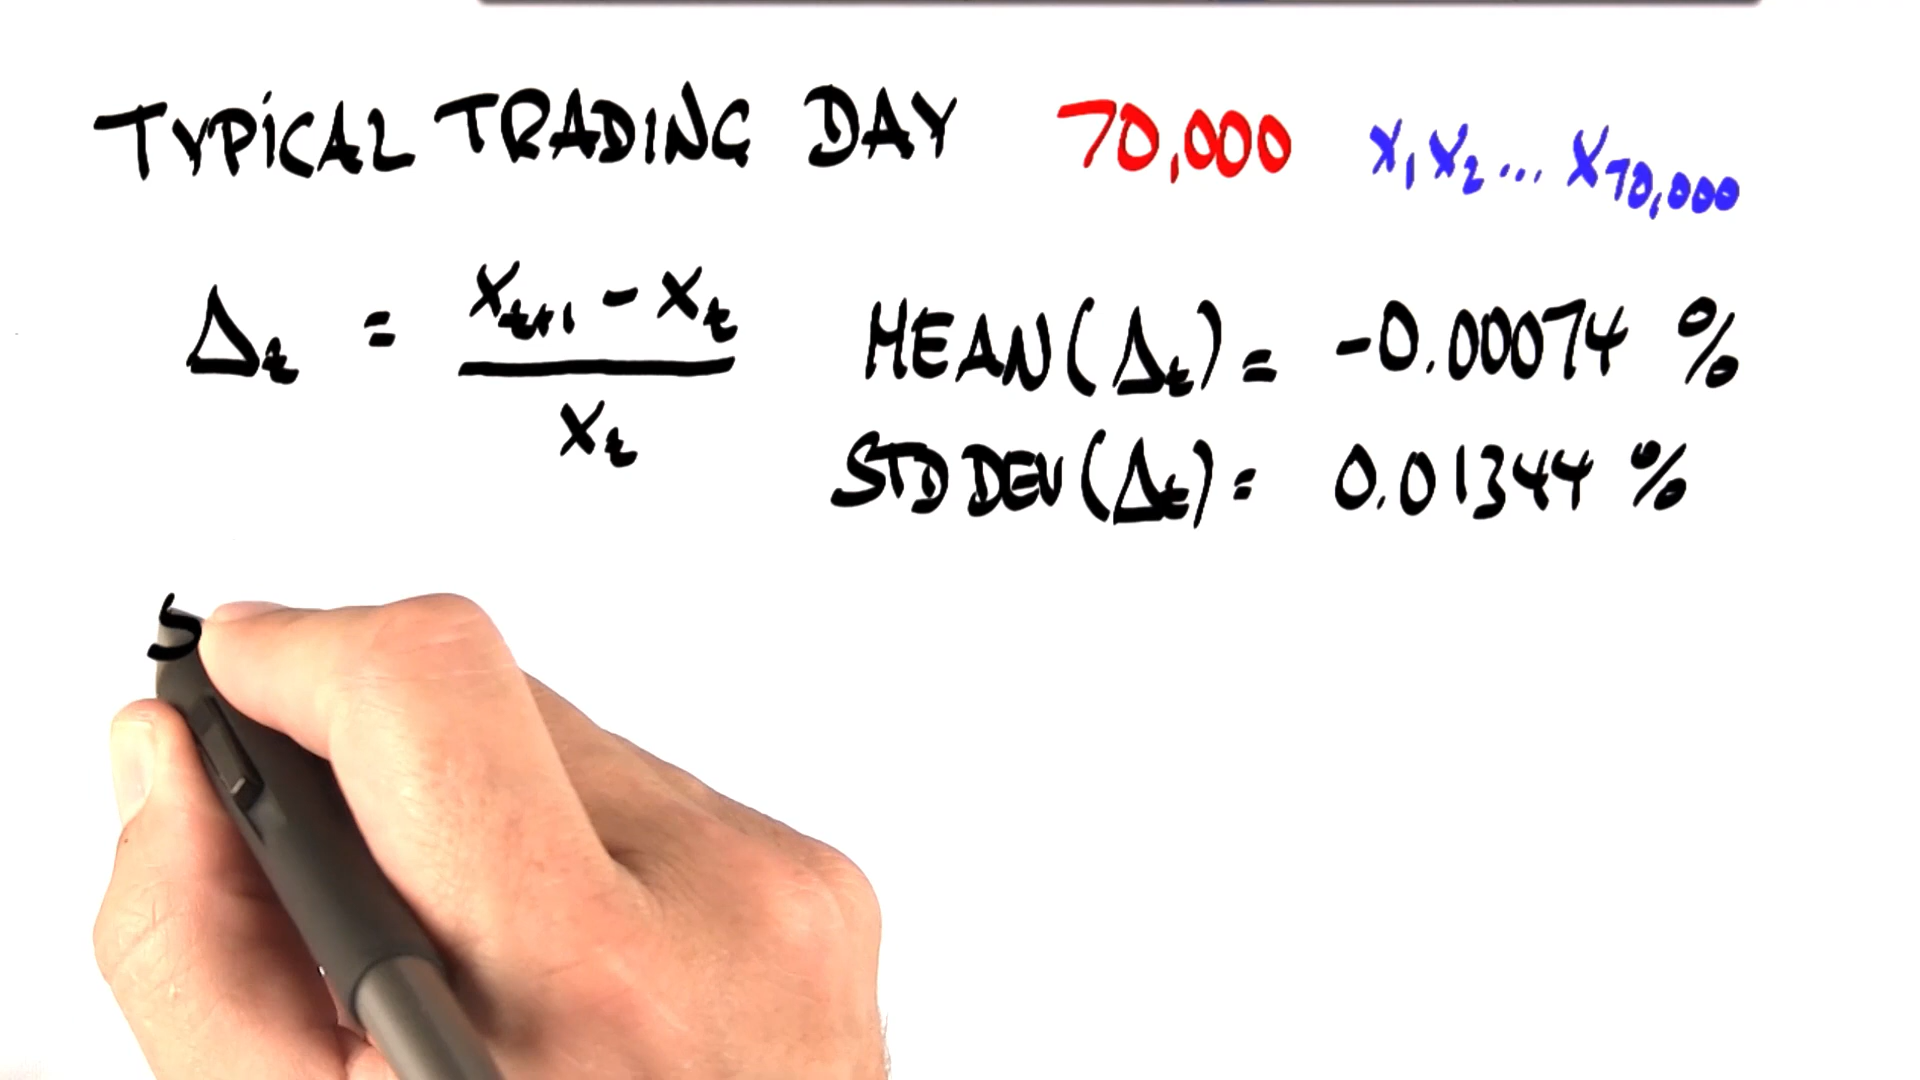 TYPICAL TRADING DAY 70,000 x₁ x₂ ... x₇₀,₀₀₀
Δₜ = (xₜ₊₁ - xₜ) / xₜ
MEAN(Δₜ) = -0.00074 %
STD DEV(Δₜ) = 0.01344 %
S